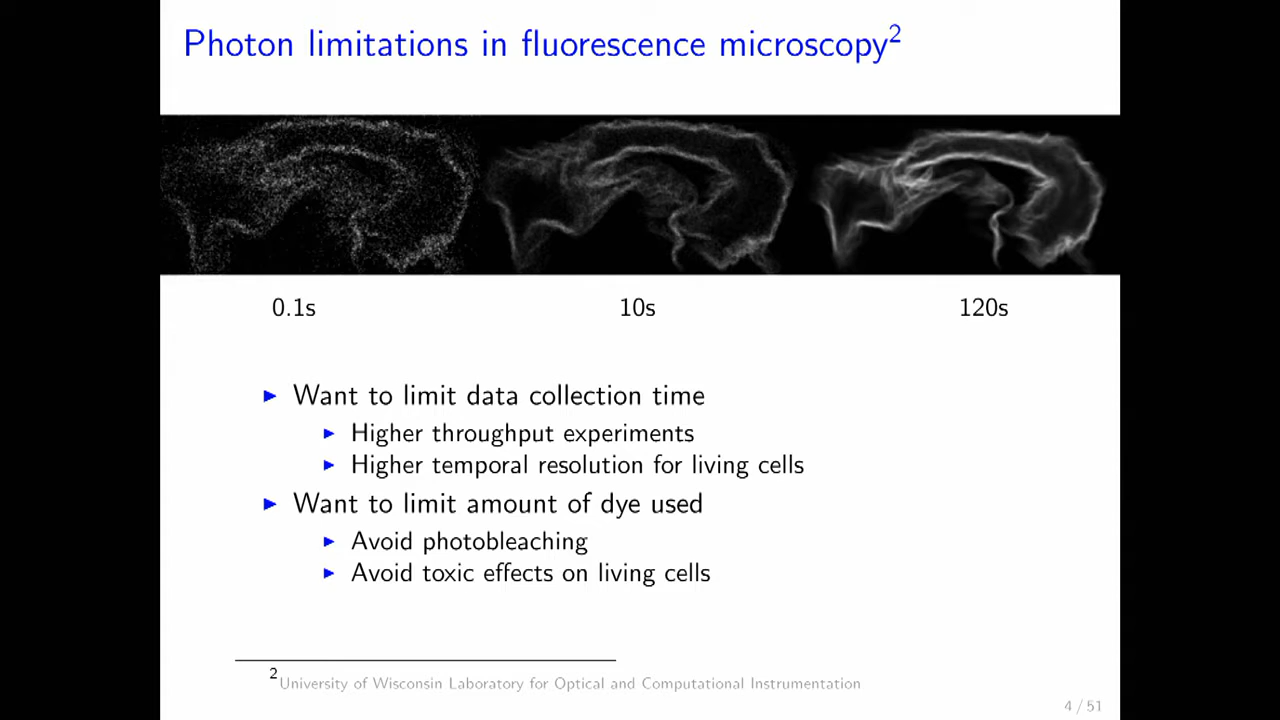 Photon limitations in fluorescence microscopy²
0.1s 10s 120s
▶ Want to limit data collection time
▶ Higher throughput experiments
▶ Higher temporal resolution for living cells
▶ Want to limit amount of dye used
▶ Avoid photobleaching
▶ Avoid toxic effects on living cells
²University of Wisconsin Laboratory for Optical and Computational Instrumentation
4 / 51